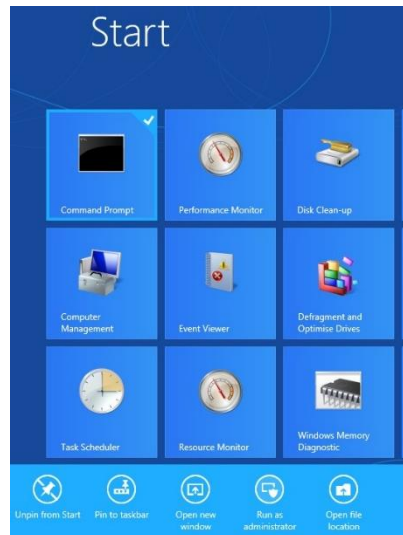 Start
Command Prompt
Performance Monitor
Disk Clean-up
Computer
Management
Event Viewer
Defragment and
Optimise Drives
Task Scheduler
Resource Monitor
Windows Memory
Diagnostic
Unpin from Start
Pin to taskbar
Open new
window
Run as
administrator
Open file
location